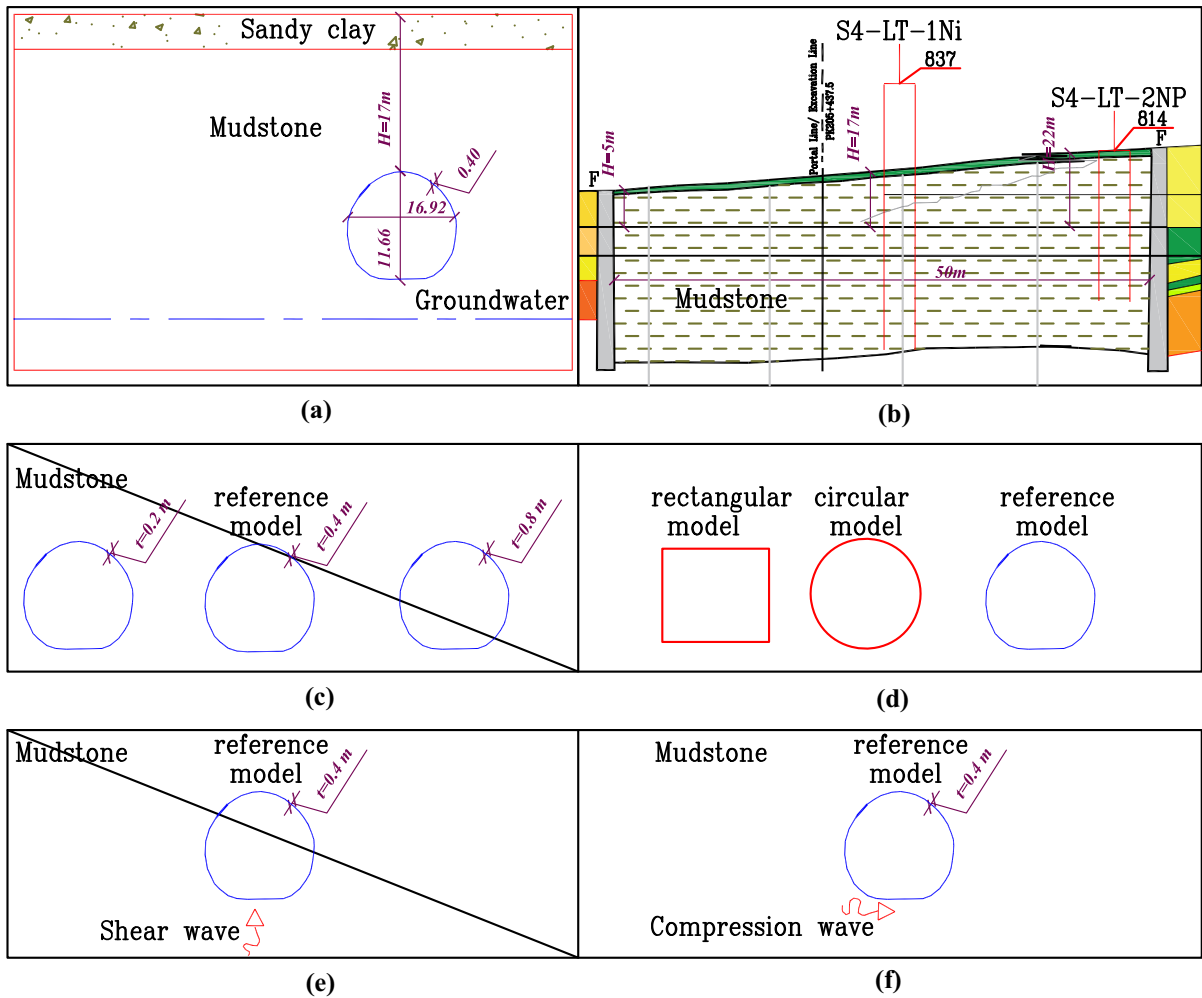 Sandy clay
H=17m
Mudstone
0.40
16.92
11.66
Groundwater
(a)
S4-LT-1Ni
837
S4-LT-2NP
814
Portal Line/ Excavation Line
PK205+437.5
H=5m
H=17m
H=22m
F
F
50m
Mudstone
(b)
Mudstone
t=0.2 m
reference
model
t=0.4 m
t=0.8 m
(c)
rectangular
model
circular
model
reference
model
(d)
Mudstone
reference
model
t=0.4 m
Shear wave
(e)
Mudstone
reference
model
t=0.4 m
Compression wave
(f)